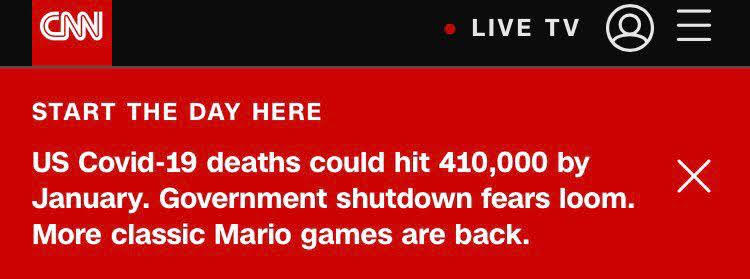 CNN
LIVE TV
START THE DAY HERE
US Covid-19 deaths could hit 410,000 by
January. Government shutdown fears loom.
More classic Mario games are back.